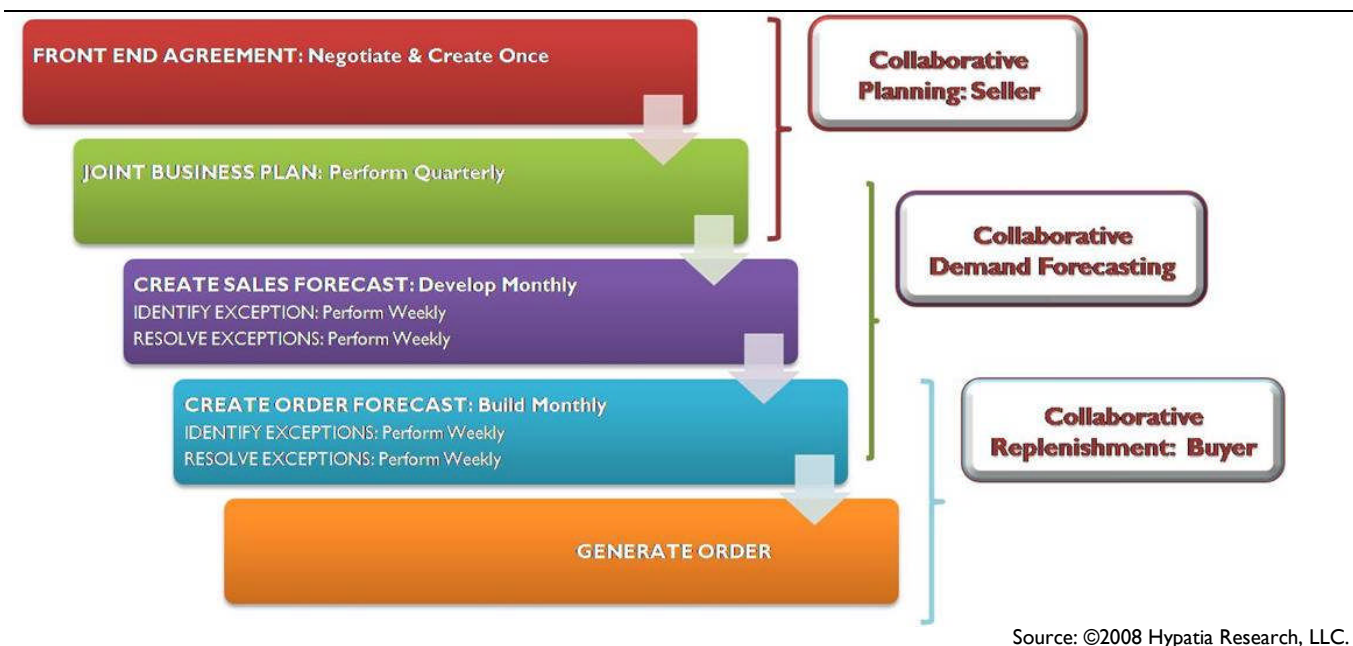 FRONT END AGREEMENT: Negotiate & Create Once
Collaborative
Planning: Seller
JOINT BUSINESS PLAN: Perform Quarterly
Collaborative
Demand Forecasting
CREATE SALES FORECAST: Develop Monthly
IDENTIFY EXCEPTION: Perform Weekly
RESOLVE EXCEPTIONS: Perform Weekly
CREATE ORDER FORECAST: Build Monthly
IDENTIFY EXCEPTIONS: Perform Weekly
RESOLVE EXCEPTIONS: Perform Weekly
Collaborative
Replenishment: Buyer
GENERATE ORDER
Source: ©2008 Hypatia Research, LLC.